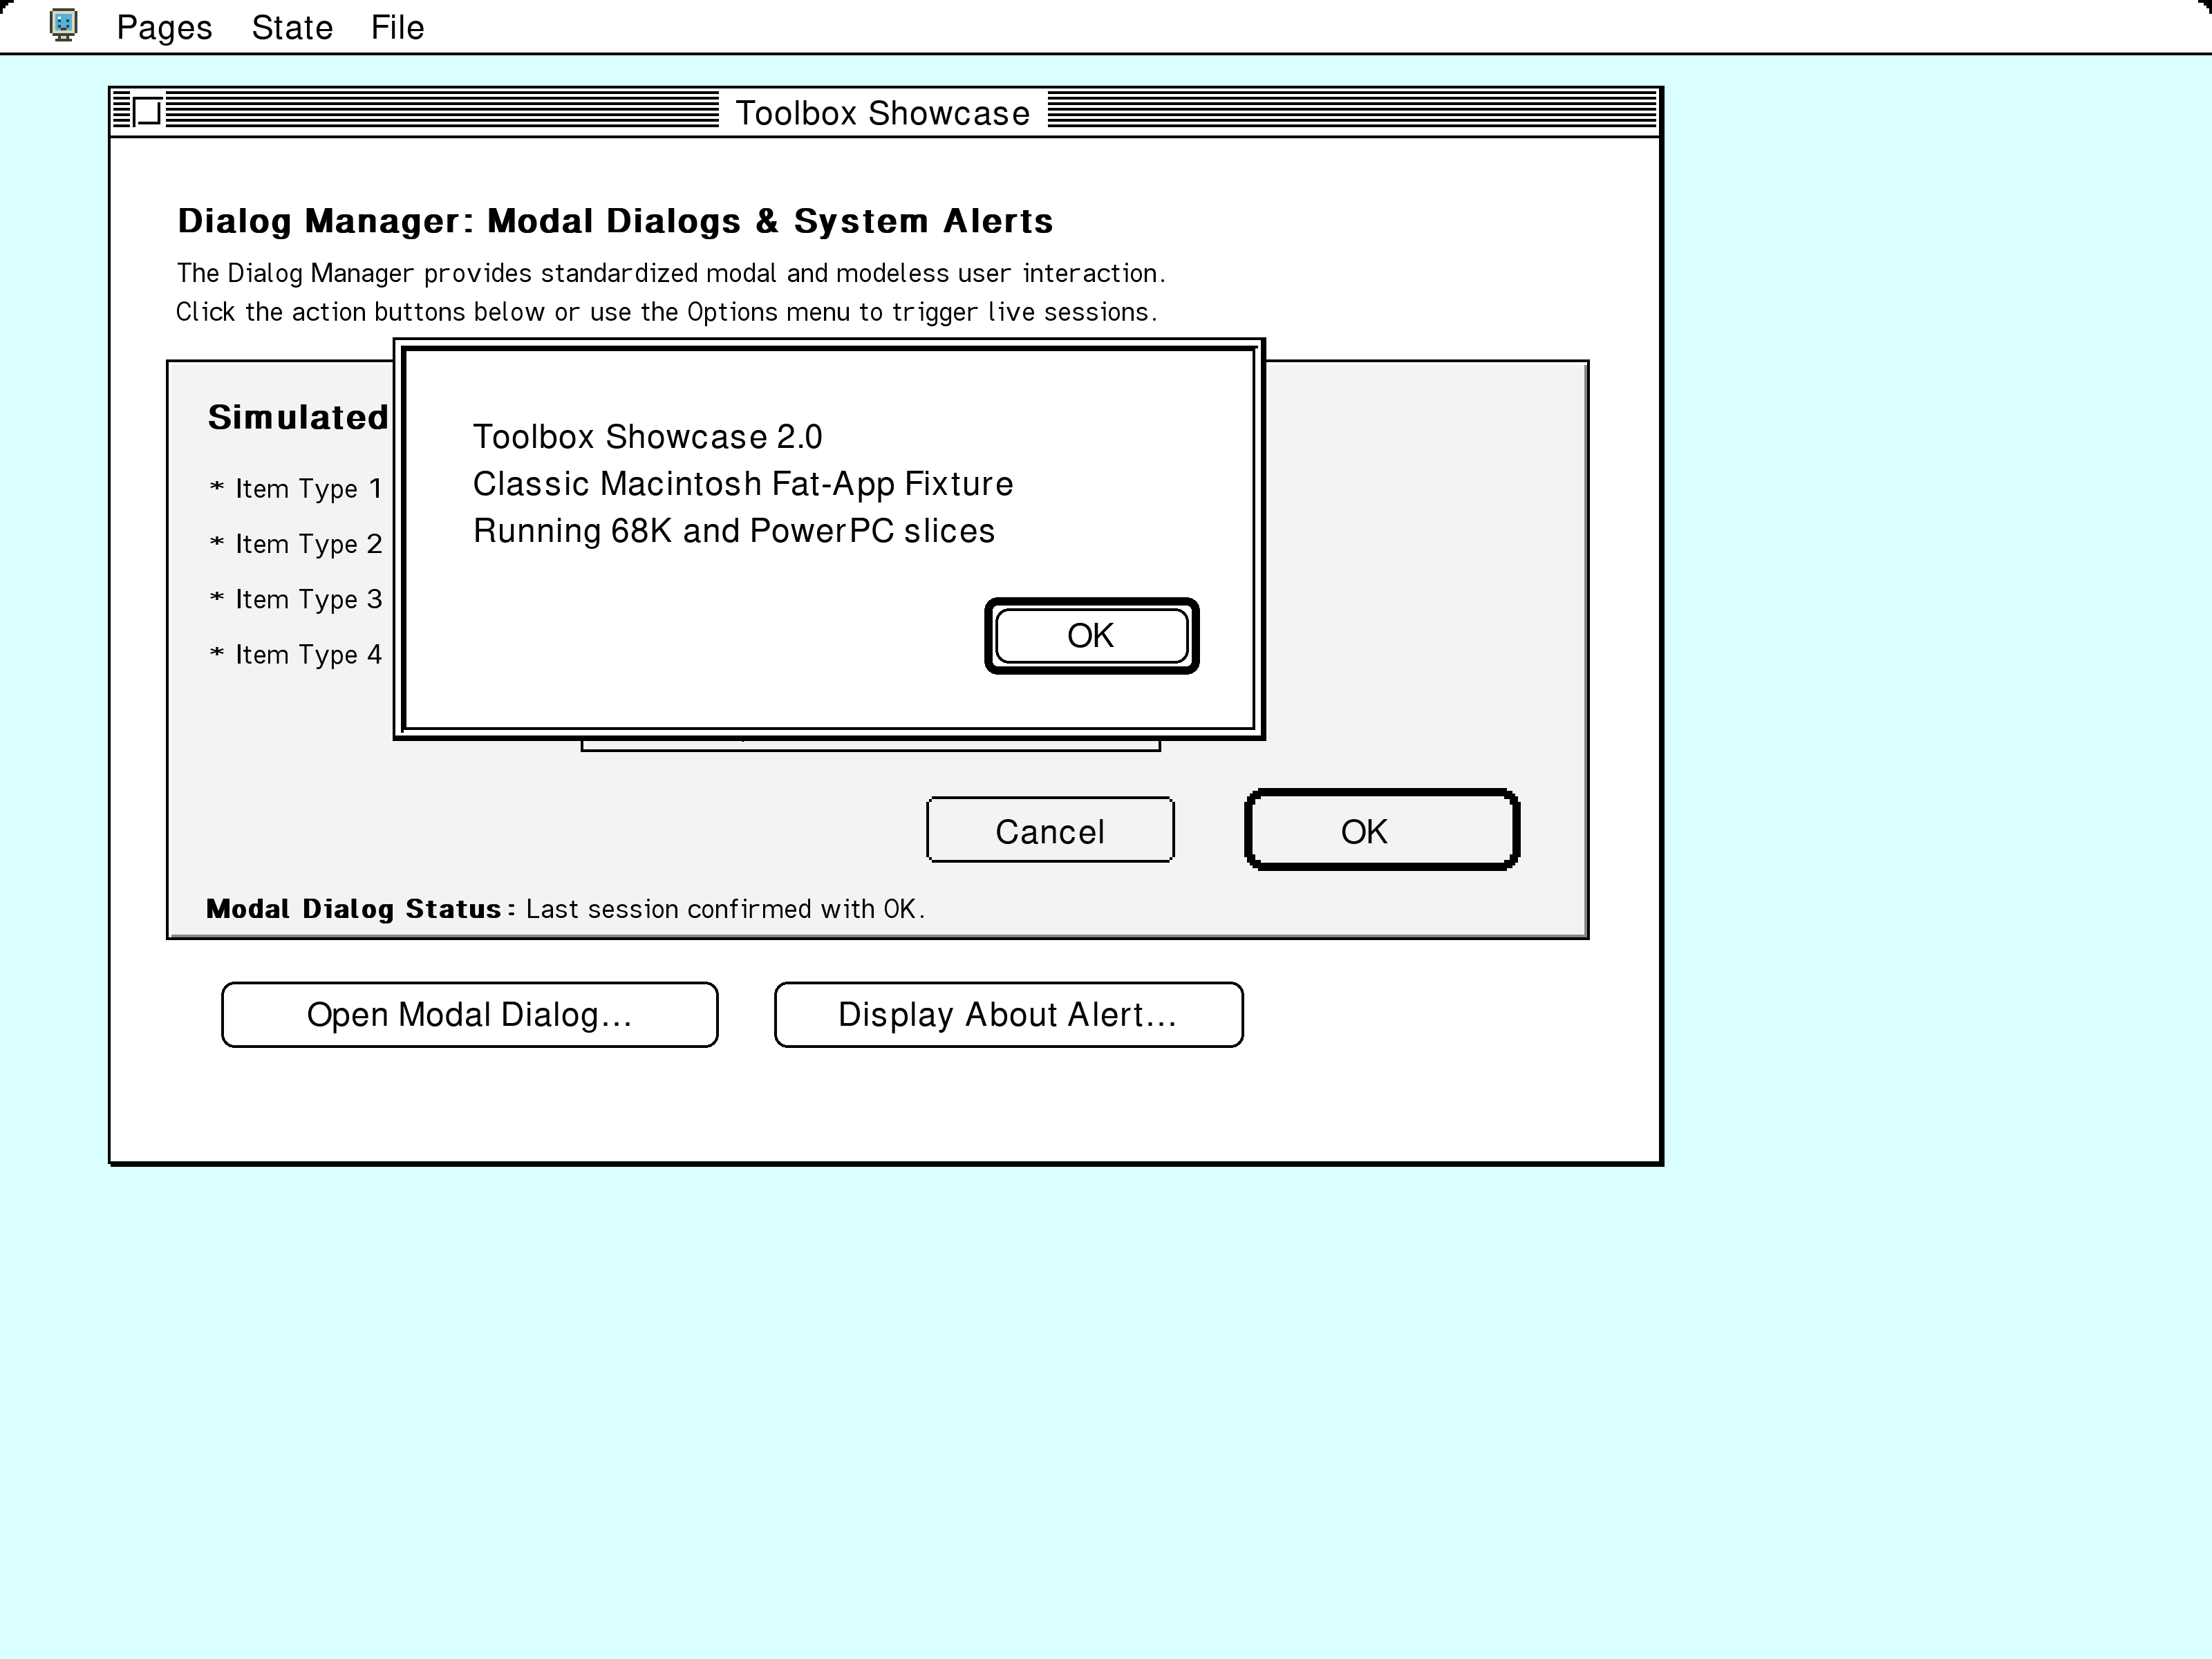 Pages State File
Toolbox Showcase
Dialog Manager: Modal Dialogs & System Alerts
The Dialog Manager provides standardized modal and modeless user interaction.
Click the action buttons below or use the Options menu to trigger live sessions.
Simulated
Toolbox Showcase 2.0
* Item Type 1
Classic Macintosh Fat-App Fixture
* Item Type 2
Running 68K and PowerPC slices
* Item Type 3
OK
* Item Type 4
Cancel OK
Modal Dialog Status: Last session confirmed with OK.
Open Modal Dialog... Display About Alert...